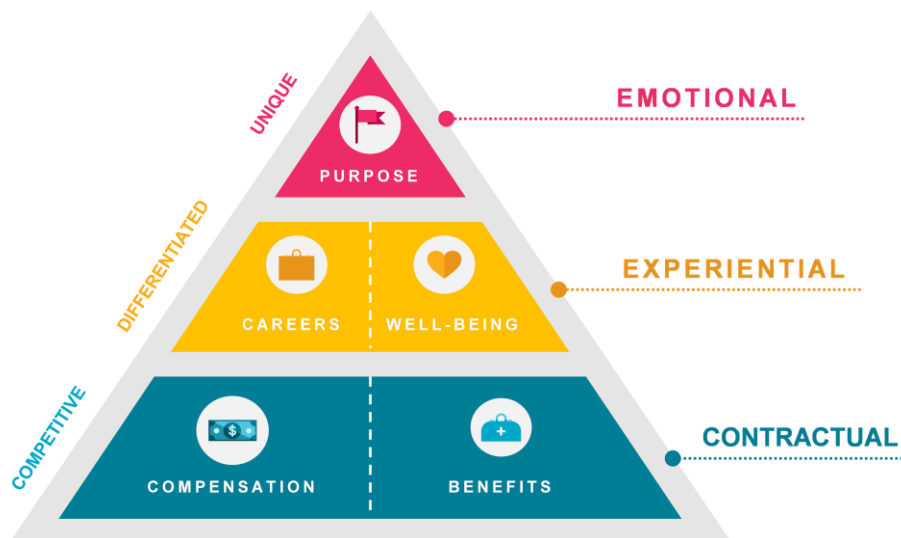 UNIQUE
EMOTIONAL
PURPOSE
DIFFERENTIATED
EXPERIENTIAL
CAREERS
WELL-BEING
COMPETITIVE
$
CONTRACTUAL
COMPENSATION
BENEFITS